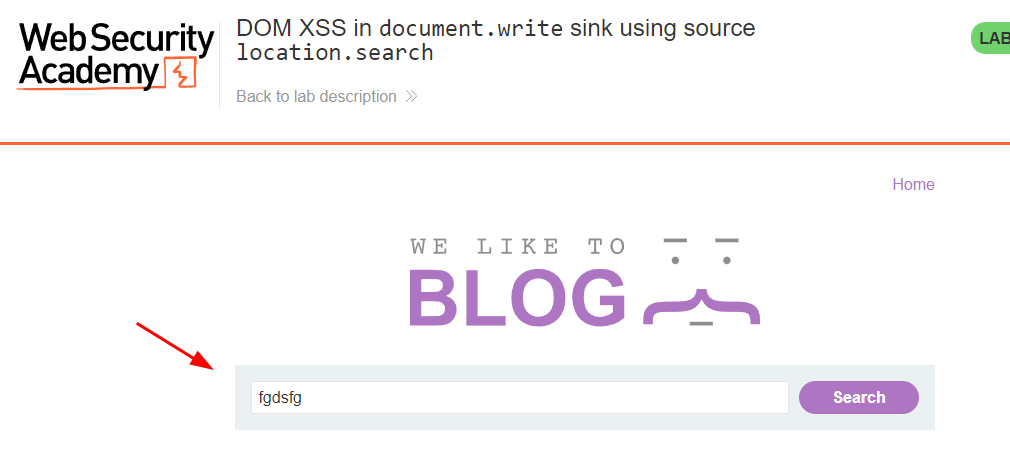 Web Security
Academy
DOM XSS in document.write sink using source
location.search
LAB
Back to lab description
Home
WE LIKE TO
BLOG
fgdsfg
Search